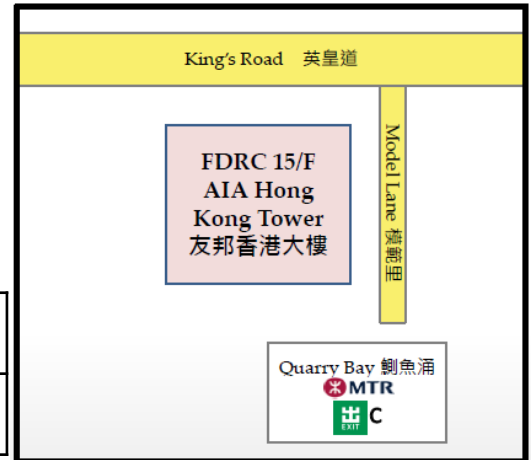 King's Road 英皇道
FDRC 15/F
AIA Hong
Kong Tower
友邦香港大樓
Model Lane 模範里
Quarry Bay 鰂魚涌
MTR
出 C
EXIT